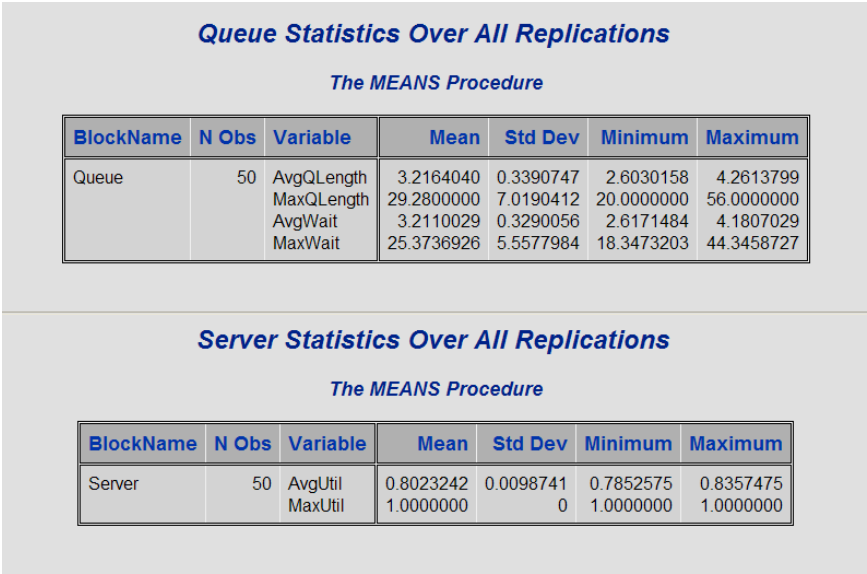 Queue Statistics Over All Replications
The MEANS Procedure
BlockName N Obs Variable Mean Std Dev Minimum Maximum
Queue 50 AvgQLength 3.2164040 0.3390747 2.6030158 4.2613799
MaxQLength 29.2800000 7.0190412 20.0000000 56.0000000
AvgWait 3.2110029 0.3290056 2.6171484 4.1807029
MaxWait 25.3736926 5.5577984 18.3473203 44.3458727
Server Statistics Over All Replications
The MEANS Procedure
BlockName N Obs Variable Mean Std Dev Minimum Maximum
Server 50 AvgUtil 0.8023242 0.0098741 0.7852575 0.8357475
MaxUtil 1.0000000 0 1.0000000 1.0000000